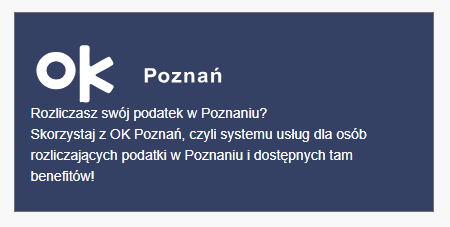 ok Poznań
Rozliczasz swój podatek w Poznaniu?
Skorzystaj z OK Poznań, czyli systemu usług dla osób
rozliczających podatki w Poznaniu i dostępnych tam
benefitów!